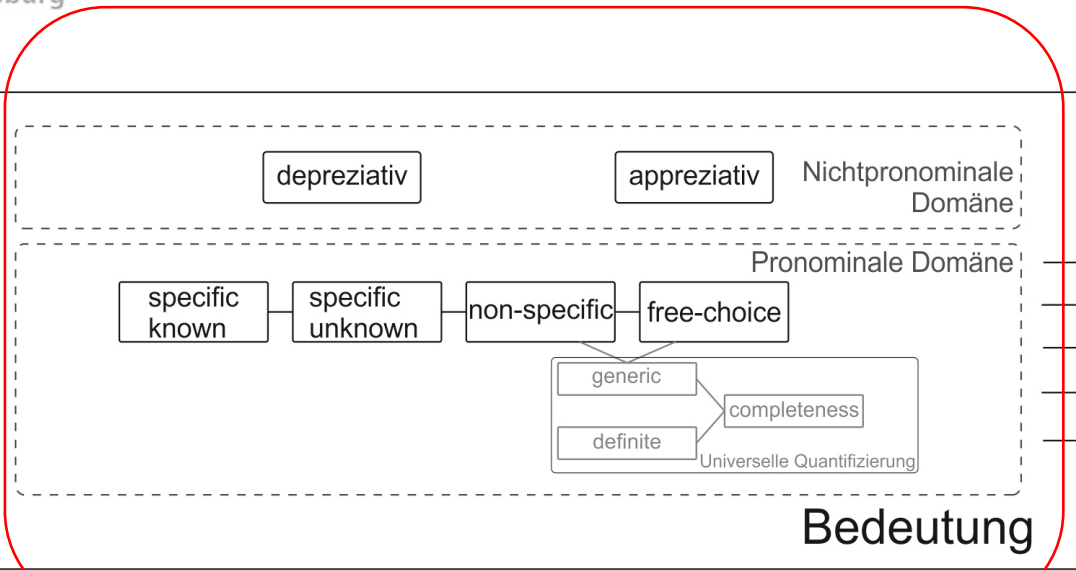 depreziativ
appreziativ
Nichtpronominale
Domäne
Pronominale Domäne
specific
known
specific
unknown
non-specific
free-choice
generic
completeness
definite
Universelle Quantifizierung
Bedeutung